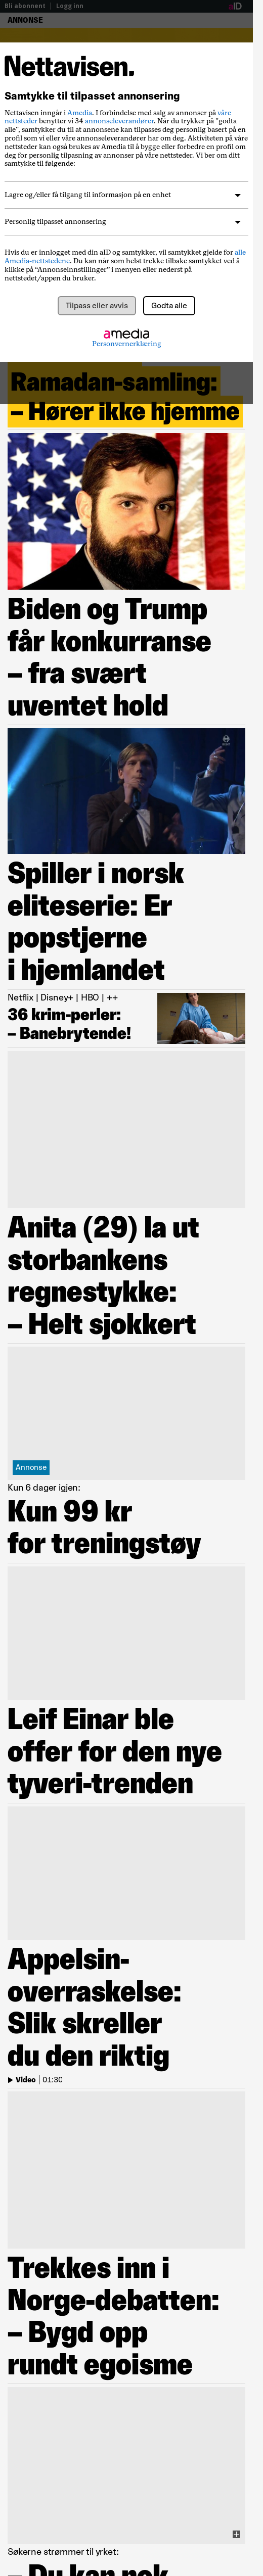 Bli abonnent | Logg inn
aID
ANNONSE
Nettavisen.
Samtykke til tilpasset annonsering
Nettavisen inngår i Amedia. I forbindelse med salg av annonser på våre
nettsteder benytter vi 34 annonseleverandører. Når du trykker på "godta
alle", samtykker du til at annonsene kan tilpasses deg personlig basert på en
profil vi eller våre annonseleverandører har om deg. Aktiviteten på våre
nettsteder kan også brukes av Amedia til å bygge eller forbedre en profil om
deg for personlig tilpasning av annonser på våre nettsteder. Vi ber om ditt
samtykke til følgende:
Lagre og/eller få tilgang til informasjon på en enhet
Personlig tilpasset annonsering
Hvis du er innlogget med din aID og samtykker, vil samtykket gjelde for alle
Amedia-nettstedene. Du kan når som helst trekke tilbake samtykket ved å
klikke på “Annonseinnstillinger” i menyen eller nederst på
nettstedet/appen du bruker.
Tilpass eller avvis
Godta alle
amedia
Personvernerklæring
Ramadan-samling:
– Hører ikke hjemme
Biden og Trump
får konkurranse
– fra svært
uventet hold
Spiller i norsk
eliteserie: Er
popstjerne
i hjemlandet
Netflix | Disney+ | HBO | ++
36 krim-perler:
– Banebrytende!
Anita (29) la ut
storbankens
regnestykke:
– Helt sjokkert
Annonse
Kun 6 dager igjen:
Kun 99 kr
for treningstøy
Leif Einar ble
offer for den nye
tyveri-trenden
Appelsin-
overraskelse:
Slik skreller
du den riktig
Video | 01:30
Trekkes inn i
Norge-debatten:
– Bygd opp
rundt egoisme
Søkerne strømmer til yrket:
– Du kan nok